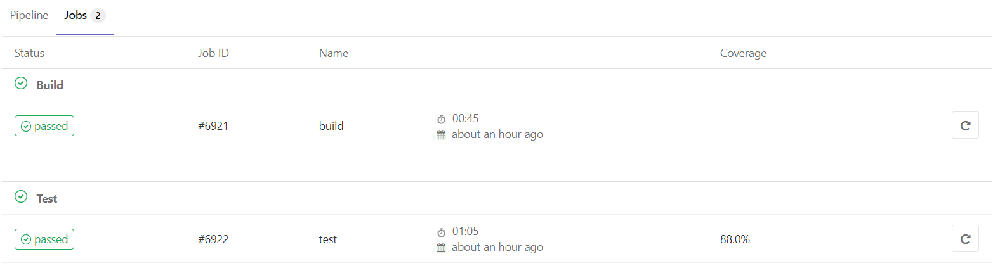 Pipeline Jobs 2
Status Job ID Name Coverage
Build
passed #6921 build 00:45
about an hour ago
Test
passed #6922 test 01:05 88.0%
about an hour ago